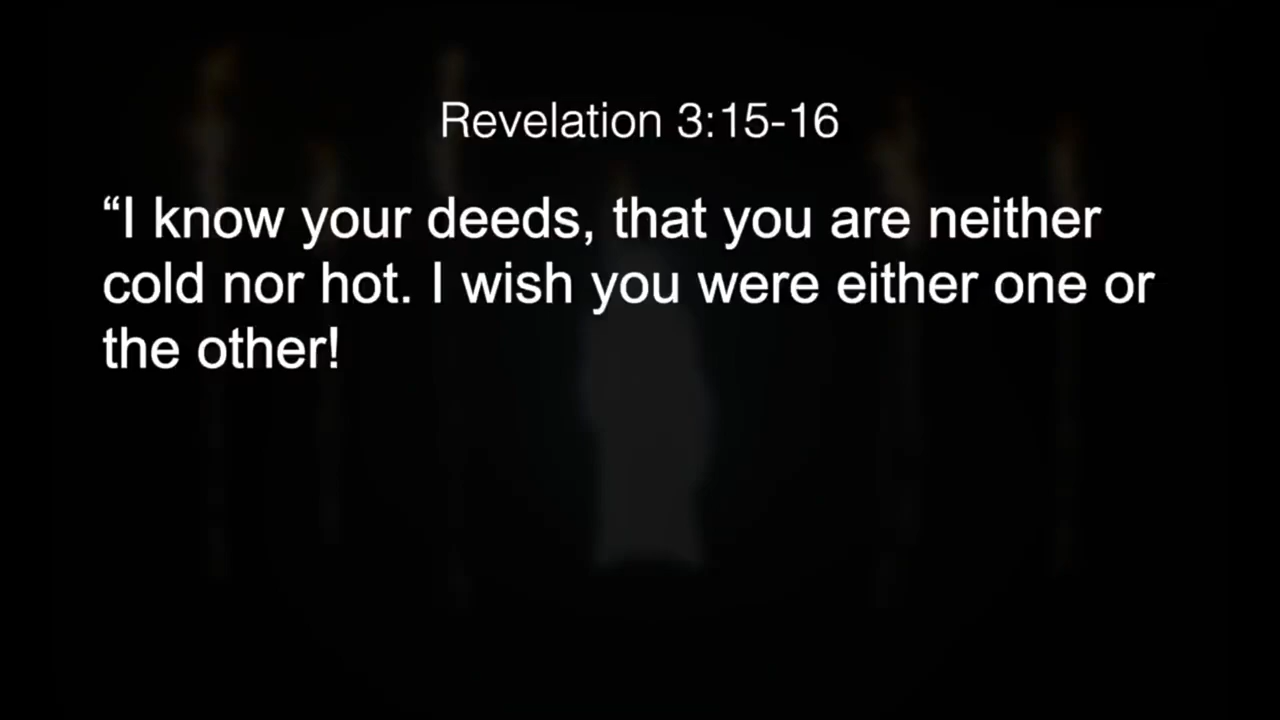 Revelation 3:15-16
“I know your deeds, that you are neither
cold nor hot. I wish you were either one or
the other!